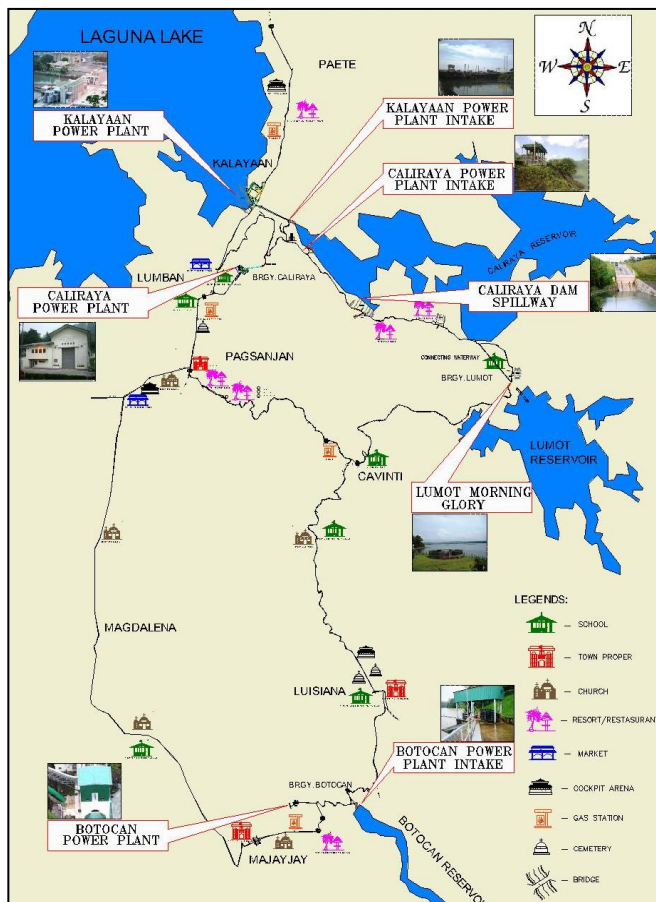 LAGUNA LAKE
PAETE
N
W
E
S
KALAYAAN
POWER PLANT
KALAYAAN POWER
PLANT INTAKE
KALAYAAN
CALIRAYA POWER
PLANT INTAKE
CALIRAYA RESERVOIR
LUMBAN
BRGY. CALIRAYA
CALIRAYA
POWER PLANT
CALIRAYA DAM
SPILLWAY
PAGSANJAN
CONNECTING WATERWAY
BRGY. LUMOT
LUMOT
RESERVOIR
CAVINTI
LUMOT MORNING
GLORY
MAGDALENA
LUISIANA
BOTOCAN POWER
PLANT INTAKE
BRGY. BOTOCAN
BOTOCAN
POWER PLANT
MAJAYJAY
BOTOCAN RESERVOIR
LEGENDS:
— SCHOOL
— TOWN PROPER
— CHURCH
— RESORT/RESTASURANT
— MARKET
— COCKPIT ARENA
— GAS STATION
— CEMETERY
— BRIDGE